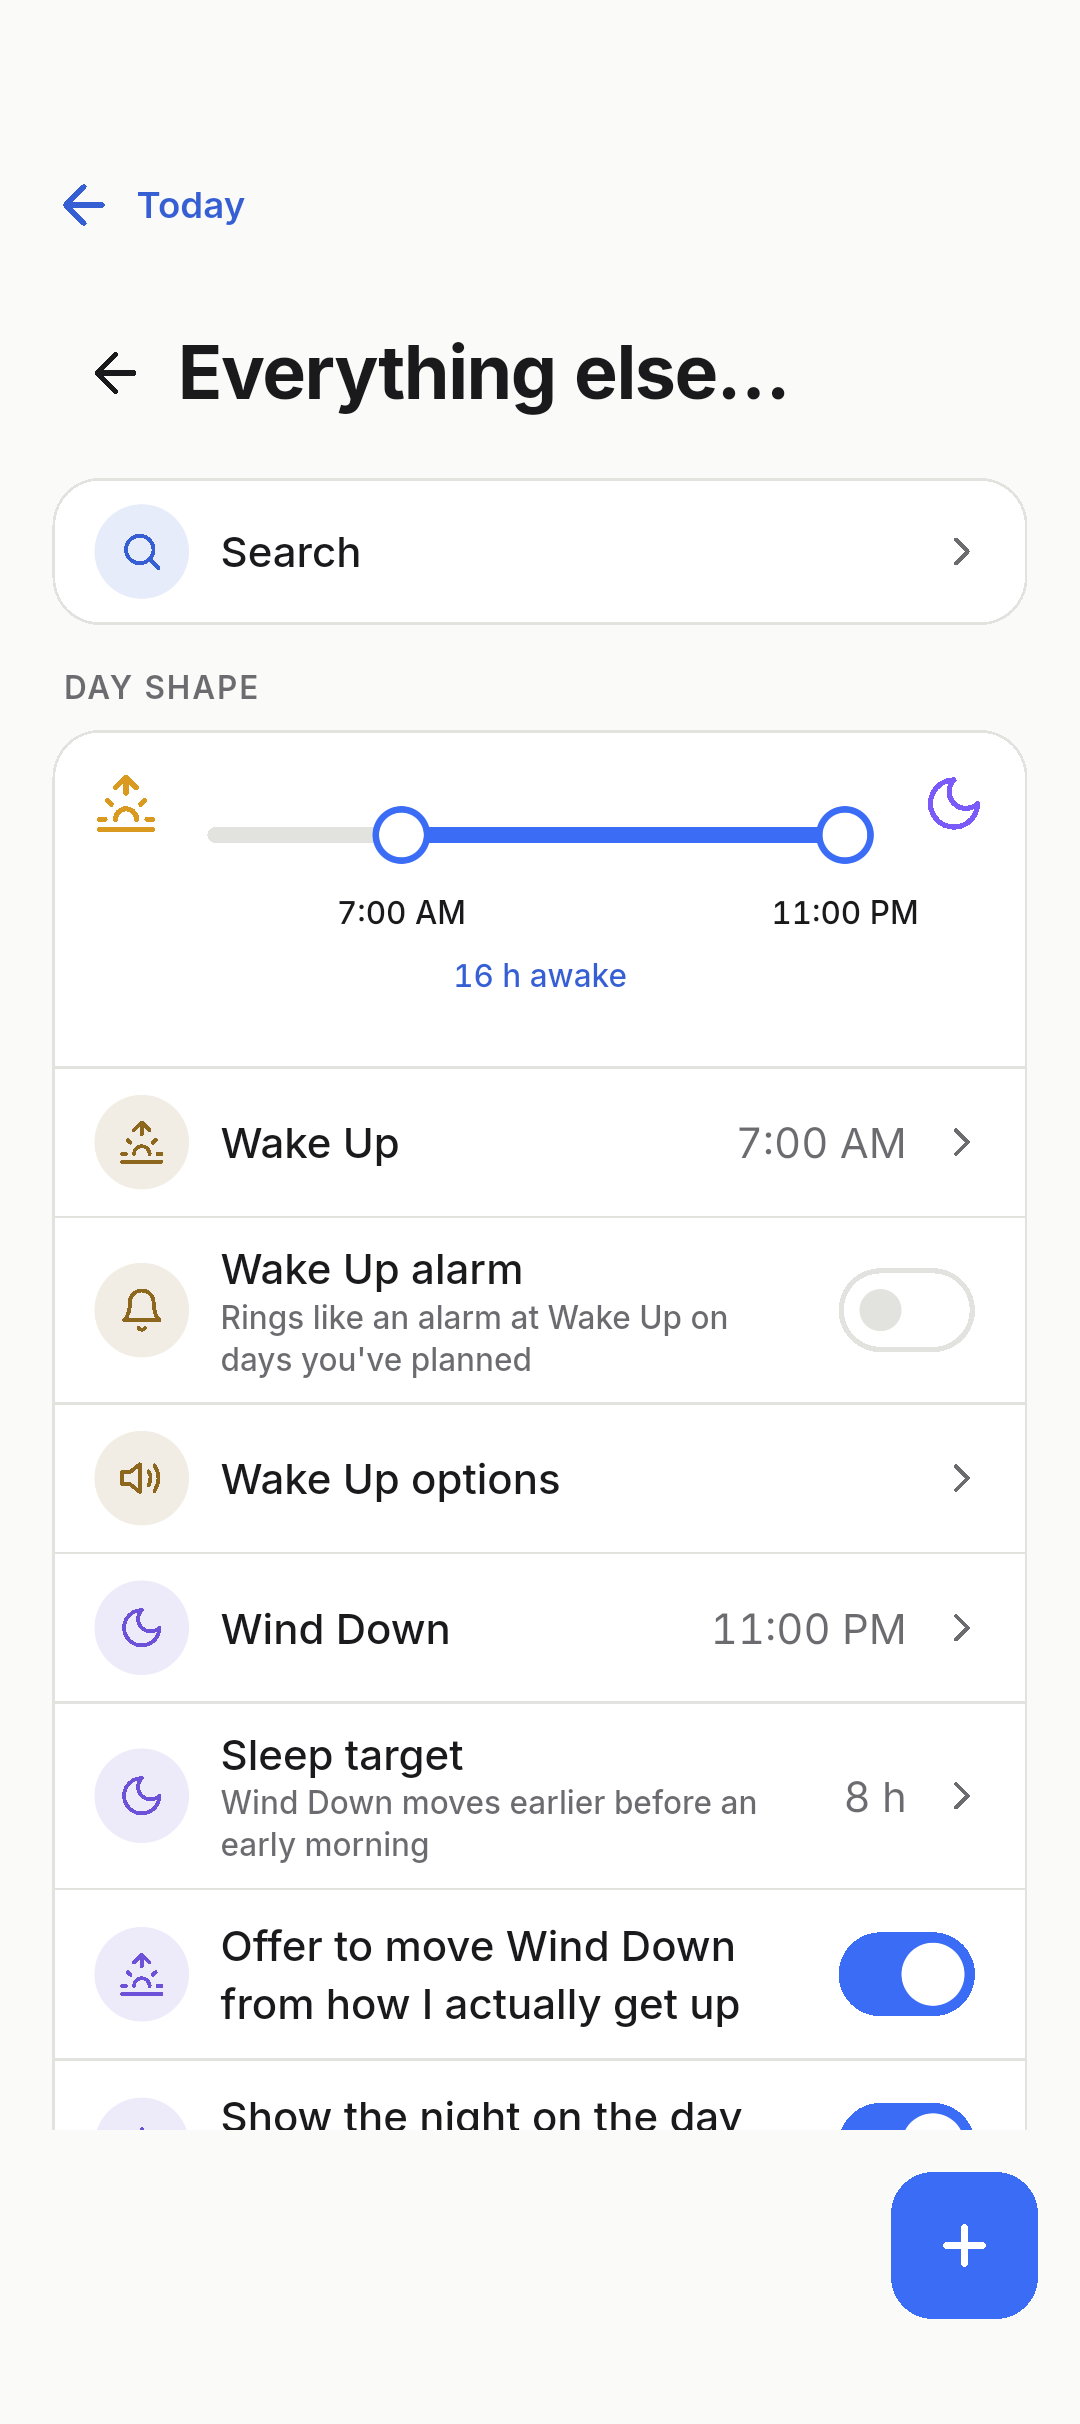 Today
Everything else...
Search
DAY SHAPE
7:00 AM
11:00 PM
16 h awake
Wake Up
7:00 AM
Wake Up alarm
Rings like an alarm at Wake Up on
days you've planned
Wake Up options
Wind Down
11:00 PM
Sleep target
Wind Down moves earlier before an
early morning
8 h
Offer to move Wind Down
from how I actually get up
Show the night on the day